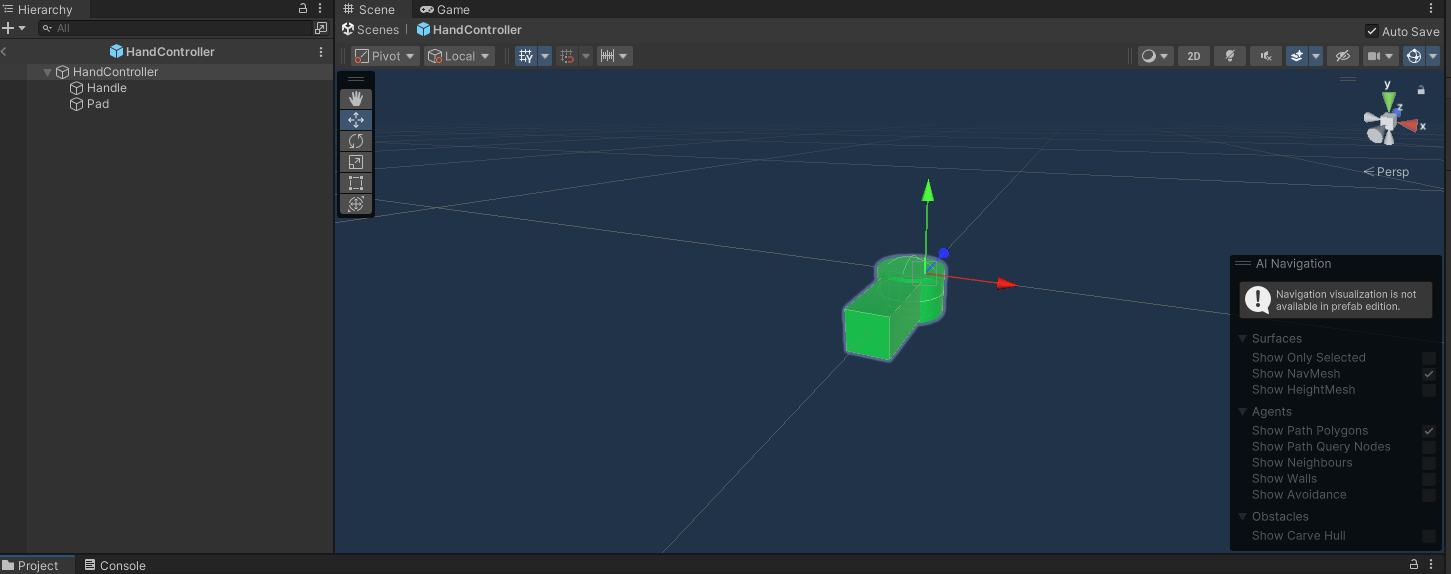 Hierarchy
Scene
Game
All
Scenes
HandController
HandController
Auto Save
Pivot
Local
2D
HandController
Handle
Pad
y
z
x
Persp
AI Navigation
Navigation visualization is not
available in prefab edition.
Surfaces
Show Only Selected
Show NavMesh
Show HeightMesh
Agents
Show Path Polygons
Show Path Query Nodes
Show Neighbours
Show Walls
Show Avoidance
Obstacles
Show Carve Hull
Project
Console